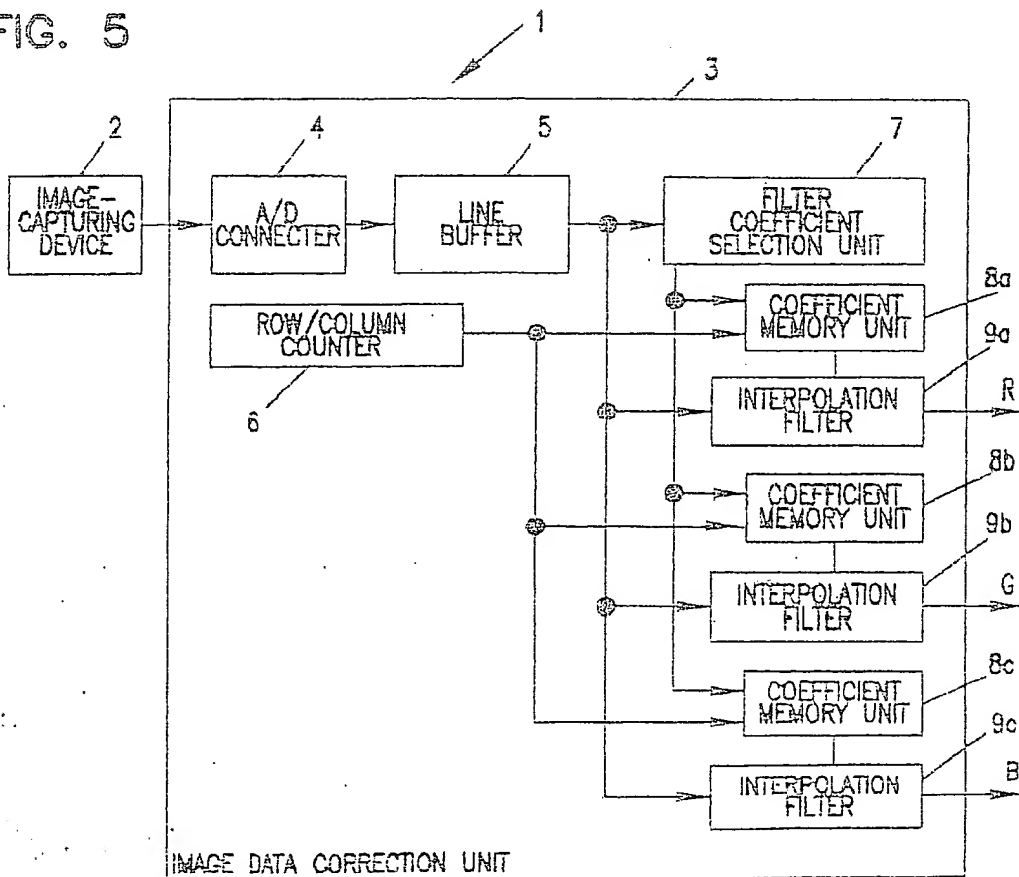 FIG. 5
1
3
2
4
5
7
IMAGE-
CAPTURING
DEVICE
A/D
CONNECTER
LINE
BUFFER
FILTER
COEFFICIENT
SELECTION UNIT
8a
ROW/COLUMN
COUNTER
COEFFICIENT
MEMORY UNIT
9a
6
INTERPOLATION
FILTER
R
8b
COEFFICIENT
MEMORY UNIT
9b
INTERPOLATION
FILTER
G
8c
COEFFICIENT
MEMORY UNIT
9c
INTERPOLATION
FILTER
B
IMAGE DATA CORRECTION UNIT